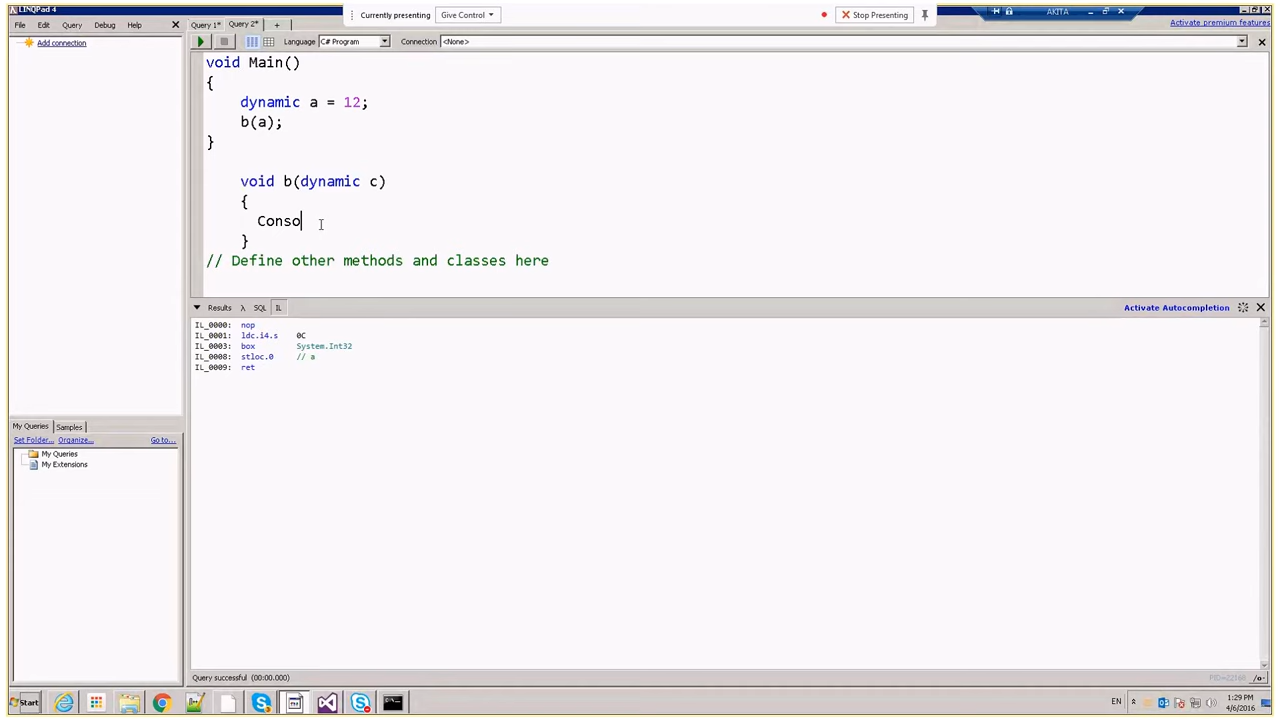 LINQPad 4
Currently presenting Give Control Stop Presenting AKITA
File Edit Query Debug Help Query 1* Query 2* + Activate premium features
Add connection Language C# Program Connection <None>
void Main()
{
dynamic a = 12;
b(a);
}
void b(dynamic c)
{
Conso
}
// Define other methods and classes here
Results λ SQL IL Activate Autocompletion
IL_0000: nop
IL_0001: ldc.i4.s 0C
IL_0003: box System.Int32
IL_0008: stloc.0 // a
IL_0009: ret
My Queries Samples
Set Folder... Organize... Go to...
My Queries
My Extensions
Query successful (00:00.000) PID=22166 /o-
Start EN 1:29 PM
4/6/2016